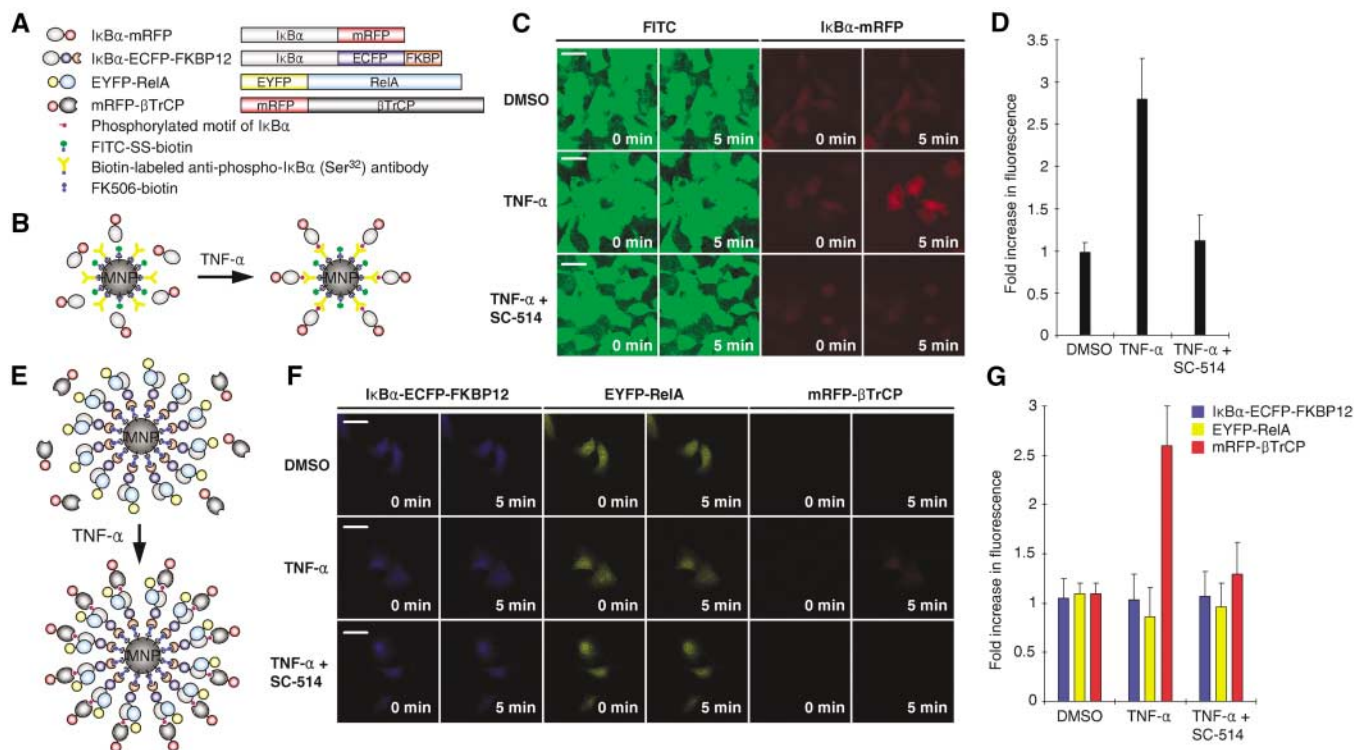 A
IκBα-mRFP
IκBα mRFP
IκBα-ECFP-FKBP12
IκBα ECFP FKBP
EYFP-RelA
EYFP RelA
mRFP-βTrCP
mRFP βTrCP
Phosphorylated motif of IκBα
FITC-SS-biotin
Biotin-labeled anti-phospho-IκBα (Ser32) antibody
FK506-biotin
B
MNP
TNF-α
MNP
C
FITC IκBα-mRFP
DMSO
0 min 5 min 0 min 5 min
TNF-α
0 min 5 min 0 min 5 min
TNF-α +
SC-514
0 min 5 min 0 min 5 min
D
Fold increase in fluorescence
3.5
3
2.5
2
1.5
1
0.5
0
DMSO TNF-α TNF-α +
SC-514
E
MNP
TNF-α
MNP
F
IκBα-ECFP-FKBP12 EYFP-RelA mRFP-βTrCP
DMSO
0 min 5 min 0 min 5 min 0 min 5 min
TNF-α
0 min 5 min 0 min 5 min 0 min 5 min
TNF-α +
SC-514
0 min 5 min 0 min 5 min 0 min 5 min
G
IκBα-ECFP-FKBP12
EYFP-RelA
mRFP-βTrCP
Fold increase in fluorescence
3
2.5
2
1.5
1
0.5
0
DMSO TNF-α TNF-α +
SC-514